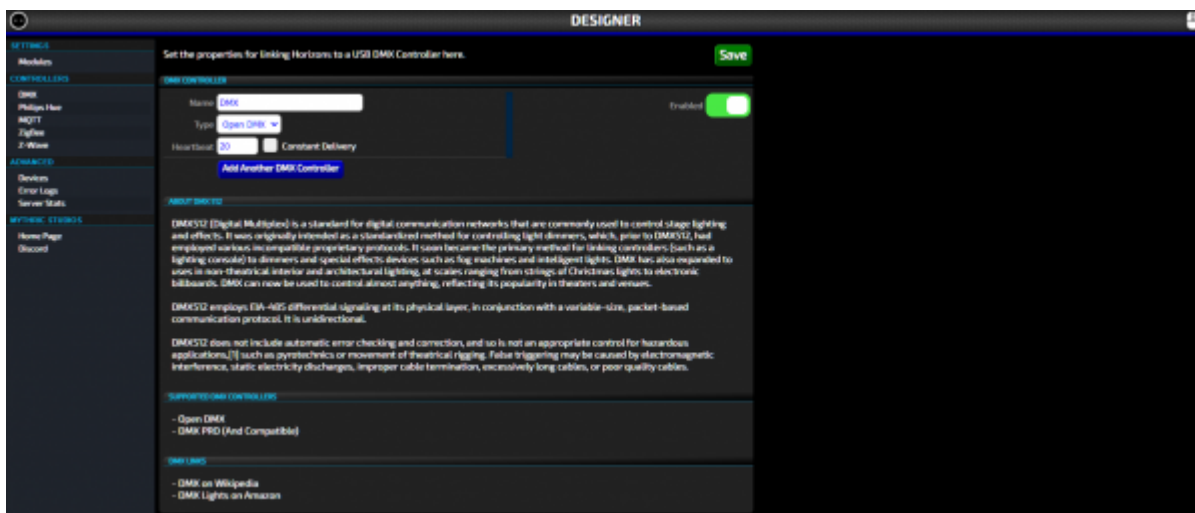 DESIGNER
SETTINGS
Modules
CONTROLLERS
DMX
Philips Hue
MQTT
ZigBee
Z-Wave
ADVANCED
Devices
Error Logs
Server Stats
MYTHRIC STUDIOS
Home Page
Discord
Set the properties for linking Horizons to a USB DMX Controller here.
Save
DMX CONTROLLER
Name DMX
Enabled
Type Open DMX
Heartbeat 20 Constant Delivery
Add Another DMX Controller
ABOUT DMX512
DMX512 (Digital Multiplex) is a standard for digital communication networks that are commonly used to control stage lighting
and effects. It was originally intended as a standardized method for controlling light dimmers, which, prior to DMX512, had
employed various incompatible proprietary protocols. It soon became the primary method for linking controllers (such as a
lighting console) to dimmers and special effects devices such as fog machines and intelligent lights. DMX has also expanded to
uses in non-theatrical interior and architectural lighting, at scales ranging from strings of Christmas lights to electronic
billboards. DMX can now be used to control almost anything, reflecting its popularity in theaters and venues.
DMX512 employs EIA-485 differential signaling at its physical layer, in conjunction with a variable-size, packet-based
communication protocol. It is unidirectional.
DMX512 does not include automatic error checking and correction, and so is not an appropriate control for hazardous
applications,[1] such as pyrotechnics or movement of theatrical rigging. False triggering may be caused by electromagnetic
interference, static electricity discharges, improper cable termination, excessively long cables, or poor quality cables.
SUPPORTED DMX CONTROLLERS
- Open DMX
- DMX PRO (And Compatible)
DMX LINKS
- DMX on Wikipedia
- DMX Lights on Amazon